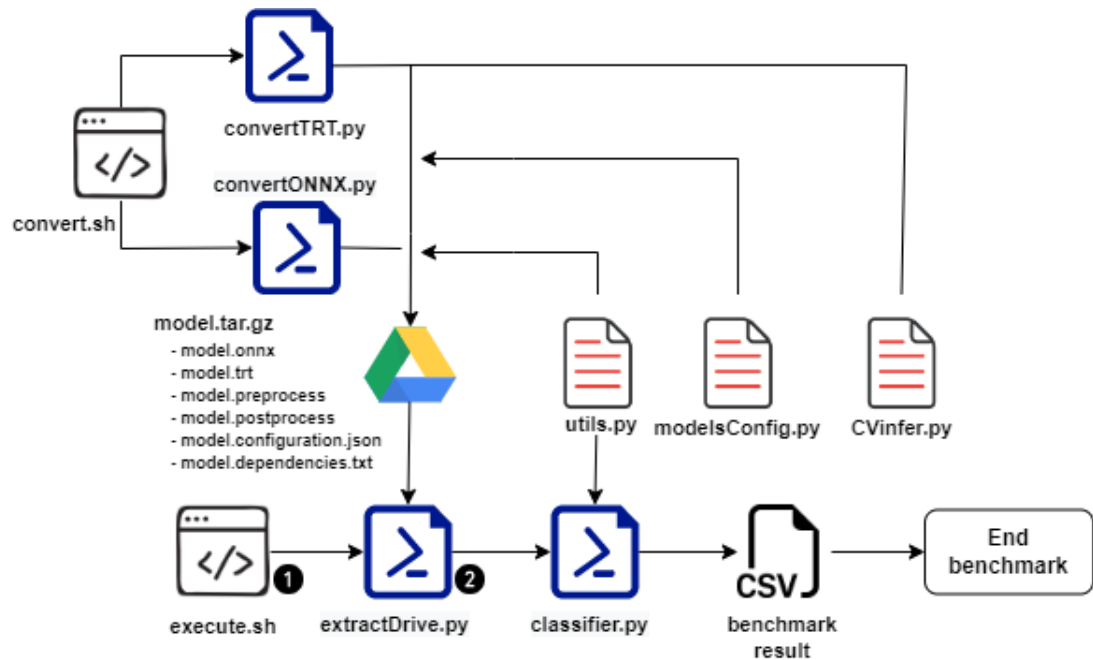 convertTRT.py
convert.sh
convertONNX.py
model.tar.gz
- model.onnx
- model.trt
- model.preprocess
- model.postprocess
- model.configuration.json
- model.dependencies.txt
utils.py
modelsConfig.py
CVinfer.py
</>
</>
1
2
CSV
End
benchmark
execute.sh
extractDrive.py
classifier.py
benchmark
result